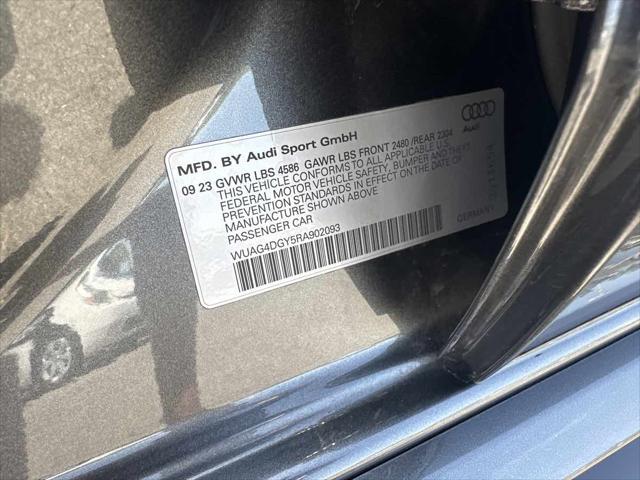 MFD. BY Audi Sport GmbH
Audi
09 23 GVWR LBS 4586 GAWR LBS FRONT 2480 /REAR 2304
THIS VEHICLE CONFORMS TO ALL APPLICABLE U.S.
FEDERAL MOTOR VEHICLE SAFETY, BUMPER AND THEFT
PREVENTION STANDARDS IN EFFECT ON THE DATE OF
MANUFACTURE SHOWN ABOVE
PASSENGER CAR
GERMANY
WUAG4DGY5RA902093